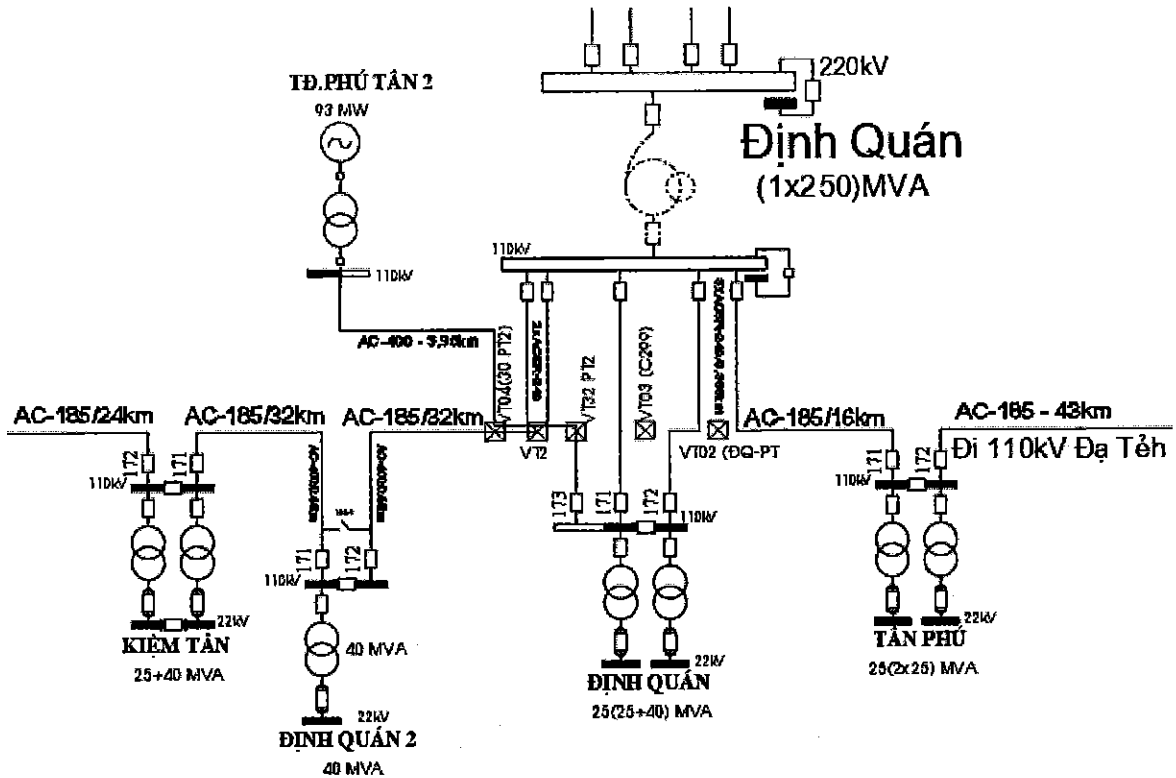 220kV
TĐ.PHÚ TÂN 2
93 MW
Định Quán
(1x250)MVA
110kV
110kV
VT04(30 PT2)
VT32 PT2
VT03 (C299)
AC-185/24km
AC-185/32km
AC-185/32km
VT2
VT02 (ĐQ-PT
AC-185/16km
AC-185 - 43km
Đi 110kV Đạ Tẻh
172
171
110kV
171
172
110kV
173
171
172
110kV
171
172
110kV
22kV
KIỆM TÂN
25+40 MVA
40 MVA
22kV
ĐỊNH QUÁN 2
40 MVA
22kV
ĐỊNH QUÁN
25(25+40) MVA
22kV
TÂN PHÚ
25(2x25) MVA